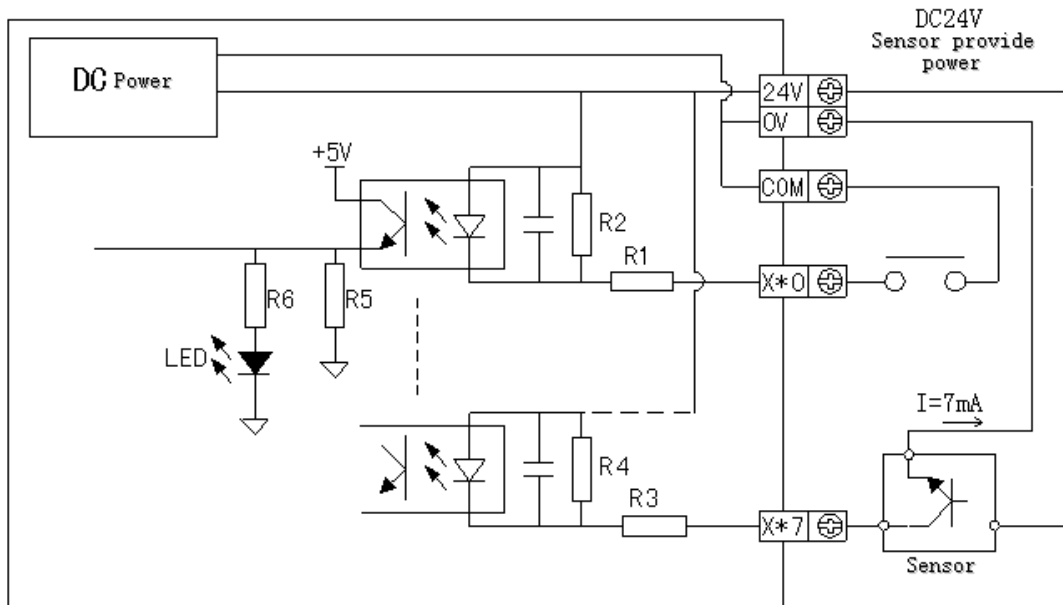 DC24V
Sensor provide
power
DC Power
24V
0V
+5V
COM
R2
R1
X*0
R6
R5
LED
I=7mA
R4
R3
X*7
Sensor